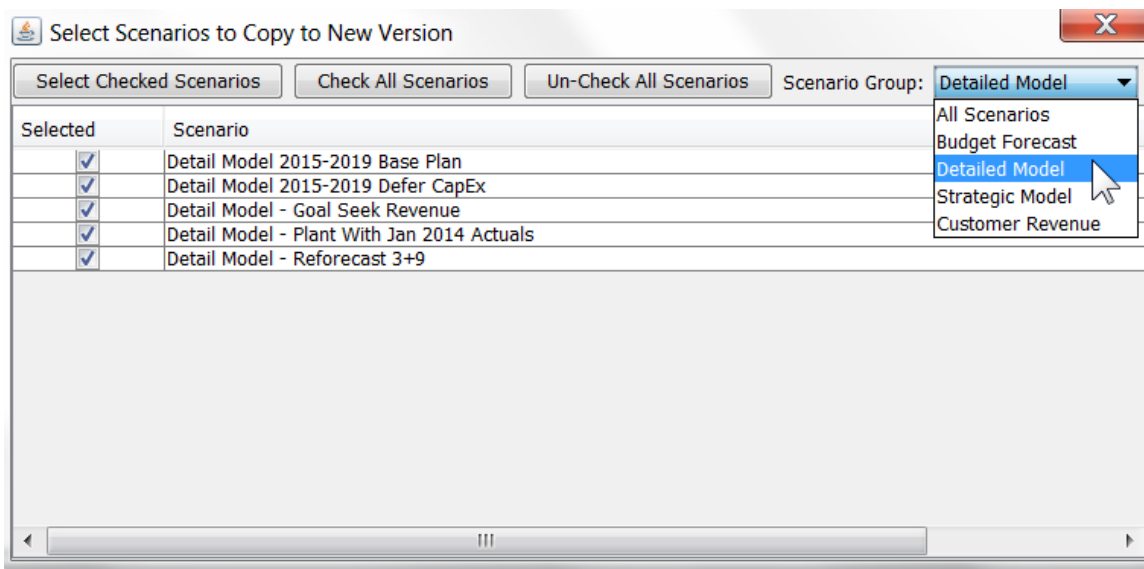 Select Scenarios to Copy to New Version
Select Checked Scenarios Check All Scenarios Un-Check All Scenarios Scenario Group: Detailed Model
All Scenarios
Budget Forecast
Detailed Model
Strategic Model
Customer Revenue
Selected Scenario
Detail Model 2015-2019 Base Plan
Detail Model 2015-2019 Defer CapEx
Detail Model - Goal Seek Revenue
Detail Model - Plant With Jan 2014 Actuals
Detail Model - Reforecast 3+9